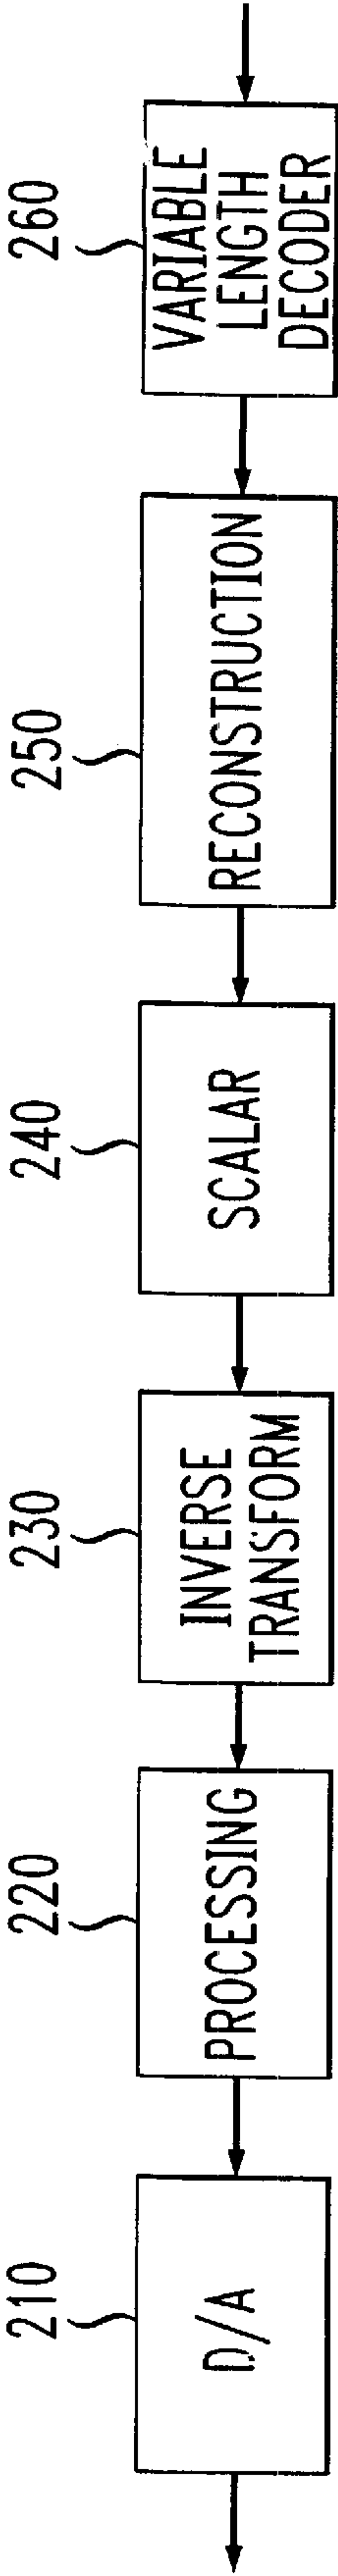 210
D/A
220
PROCESSING
230
INVERSE
TRANSFORM
240
SCALAR
250
RECONSTRUCTION
260
VARIABLE
LENGTH
DECODER